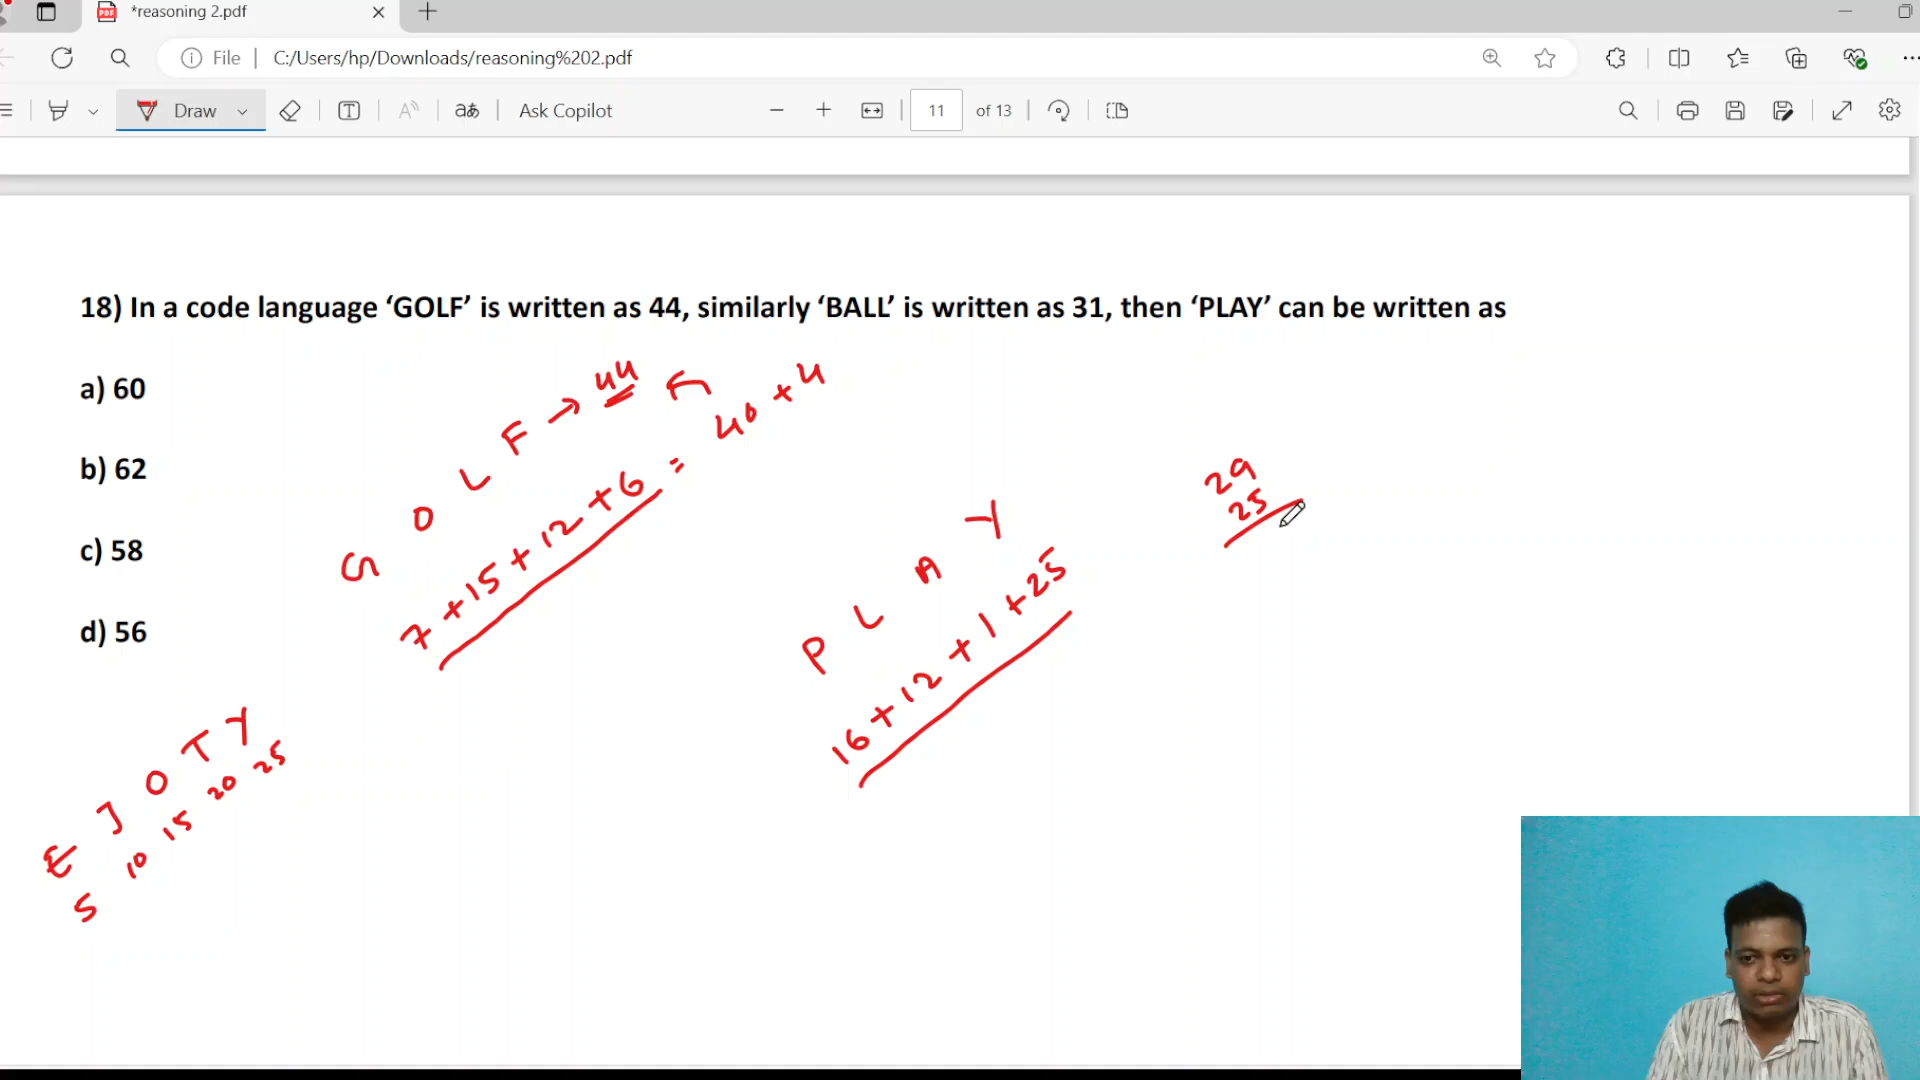 *reasoning 2.pdf
File
C:/Users/hp/Downloads/reasoning%202.pdf
Draw
Ask Copilot
11 of 13
18) In a code language ‘GOLF’ is written as 44, similarly ‘BALL’ is written as 31, then ‘PLAY’ can be written as
a) 60
b) 62
c) 58
d) 56
G O L F → 44
7 + 15 + 12 + 6 = 40 + 4
P L A Y
16 + 12 + 1 + 25
29
25
E J O T Y
5 10 15 20 25